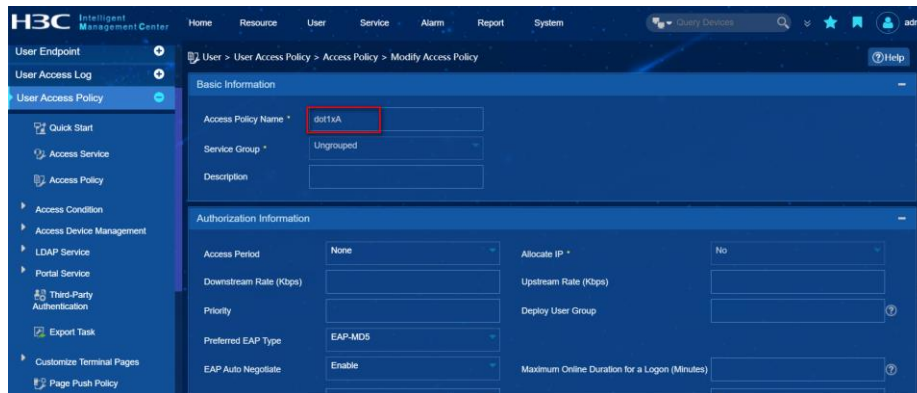 H3C Intelligent Management Center
Home Resource User Service Alarm Report System Query Devices adr
User Endpoint
User Access Log
User Access Policy
Quick Start
Access Service
Access Policy
Access Condition
Access Device Management
LDAP Service
Portal Service
Third-Party
Authentication
Export Task
Customize Terminal Pages
Page Push Policy
User > User Access Policy > Access Policy > Modify Access Policy
Help
Basic Information
Access Policy Name * dot1xA
Service Group * Ungrouped
Description
Authorization Information
Access Period None Allocate IP * No
Downstream Rate (Kbps) Upstream Rate (Kbps)
Priority Deploy User Group
Preferred EAP Type EAP-MD5
EAP Auto Negotiate Enable Maximum Online Duration for a Logon (Minutes)